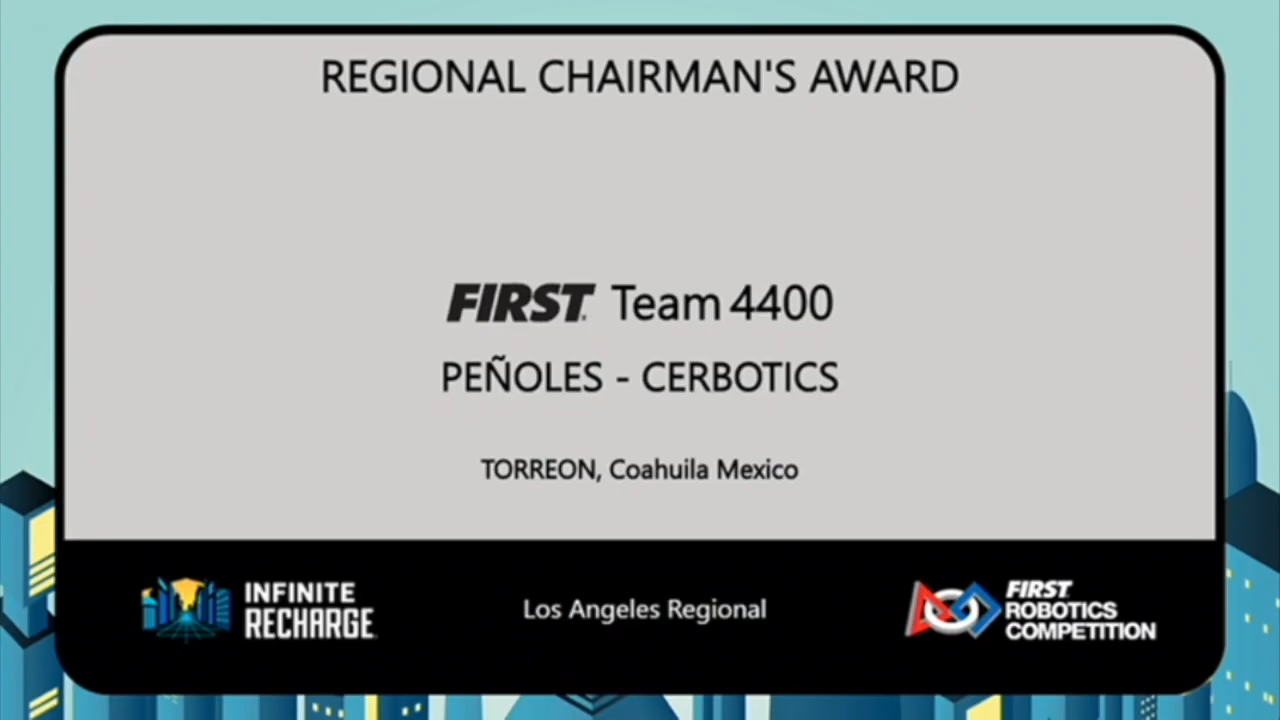 REGIONAL CHAIRMAN'S AWARD
FIRST. Team 4400
PEÑOLES - CERBOTICS
TORREON, Coahuila Mexico
INFINITE
RECHARGE
Los Angeles Regional
FIRST
ROBOTICS
COMPETITION